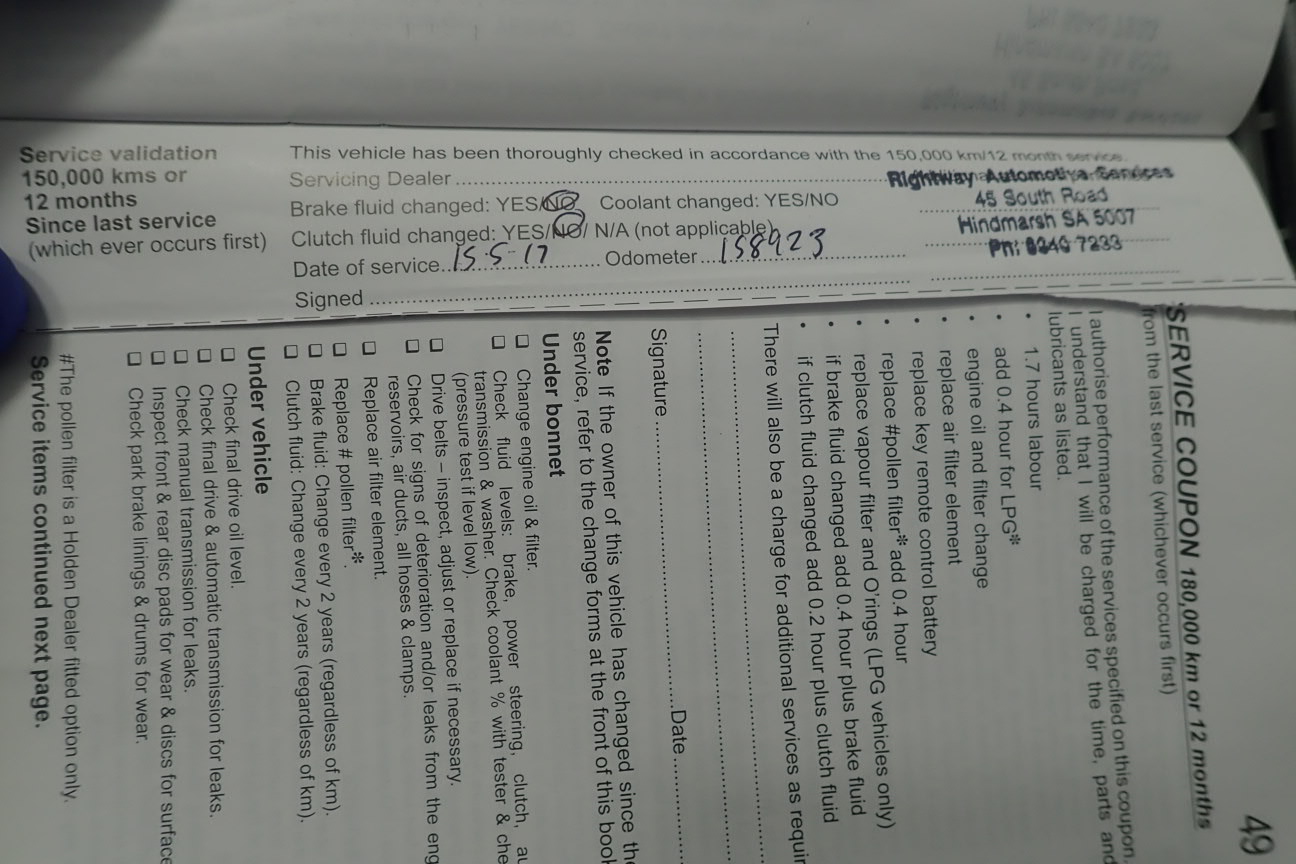 Service validation
150,000 kms or
12 months
Since last service
(which ever occurs first)
This vehicle has been thoroughly checked in accordance with the 150,000 km/12 month service.
Servicing Dealer
Rightway Automotive Services
45 South Road
Hindmarsh SA 5007
Brake fluid changed: YES/NO Coolant changed: YES/NO
Clutch fluid changed: YES/NO/ N/A (not applicable)
Date of service 15-5-17 Odometer 158923
Signed
49
SERVICE COUPON 180,000 km or 12 months
from the last service (whichever occurs first)
I authorise performance of the services specified on this coupon
I understand that I will be charged for the time, parts and
lubricants as listed.
• 1.7 hours labour
• add 0.4 hour for LPG*
• engine oil and filter change
• replace air filter element
• replace key remote control battery
• replace #pollen filter* add 0.4 hour
• replace vapour filter and O'rings (LPG vehicles only)
• if brake fluid changed add 0.4 hour plus brake fluid
• if clutch fluid changed add 0.2 hour plus clutch fluid
There will also be a charge for additional services as requir
Signature Date
Note If the owner of this vehicle has changed since the
service, refer to the change forms at the front of this book
Under bonnet
❑ Change engine oil & filter.
❑ Check fluid levels: brake, power steering, clutch, au
transmission & washer. Check coolant % with tester & che
(pressure test if level low).
❑ Drive belts – inspect, adjust or replace if necessary.
❑ Check for signs of deterioration and/or leaks from the eng
reservoirs, air ducts, all hoses & clamps.
❑ Replace air filter element.
❑ Replace # pollen filter*.
❑ Brake fluid: Change every 2 years (regardless of km).
❑ Clutch fluid: Change every 2 years (regardless of km).
Under vehicle
❑ Check final drive oil level.
❑ Check final drive & automatic transmission for leaks.
❑ Check manual transmission for leaks.
❑ Inspect front & rear disc pads for wear & discs for surface
❑ Check park brake linings & drums for wear.
#The pollen filter is a Holden Dealer fitted option only.
Service items continued next page.